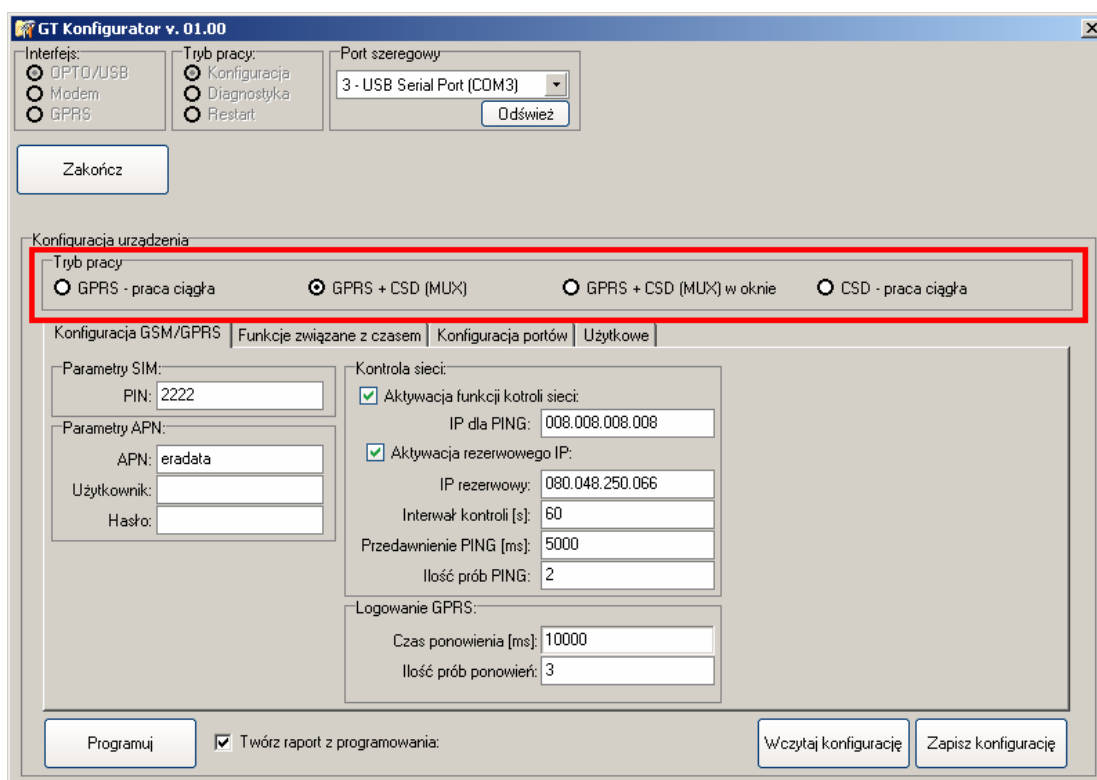 GT Konfigurator v. 01.00
Interfejs:
OPTO/USB
Modem
GPRS
Tryb pracy:
Konfiguracja
Diagnostyka
Restart
Port szeregowy
3 - USB Serial Port (COM3)
Odśwież
Zakończ
Konfiguracja urządzenia
Tryb pracy
GPRS - praca ciągła
GPRS + CSD (MUX)
GPRS + CSD (MUX) w oknie
CSD - praca ciągła
Konfiguracja GSM/GPRS
Funkcje związane z czasem
Konfiguracja portów
Użytkowe
Parametry SIM:
PIN: 2222
Parametry APN:
APN: eradata
Użytkownik:
Hasło:
Kontrola sieci:
Aktywacja funkcji kotroli sieci:
IP dla PING: 008.008.008.008
Aktywacja rezerwowego IP:
IP rezerwowy: 080.048.250.066
Interwał kontroli [s]: 60
Przedawnienie PING [ms]: 5000
Ilość prób PING: 2
Logowanie GPRS:
Czas ponowienia [ms]: 10000
Ilość prób ponowień: 3
Programuj
Twórz raport z programowania:
Wczytaj konfigurację
Zapisz konfigurację